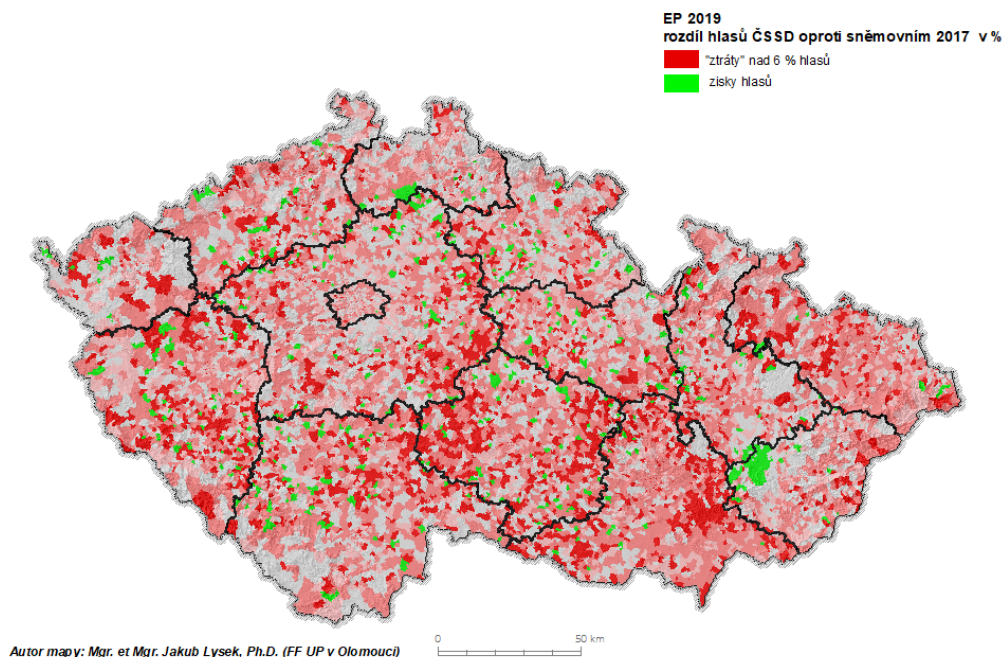 EP 2019
rozdíl hlasů ČSSD oproti sněmovním 2017 v %
"ztráty" nad 6 % hlasů
zisky hlasů
0 50 km
Autor mapy: Mgr. et Mgr. Jakub Lysek, Ph.D. (FF UP v Olomouci)